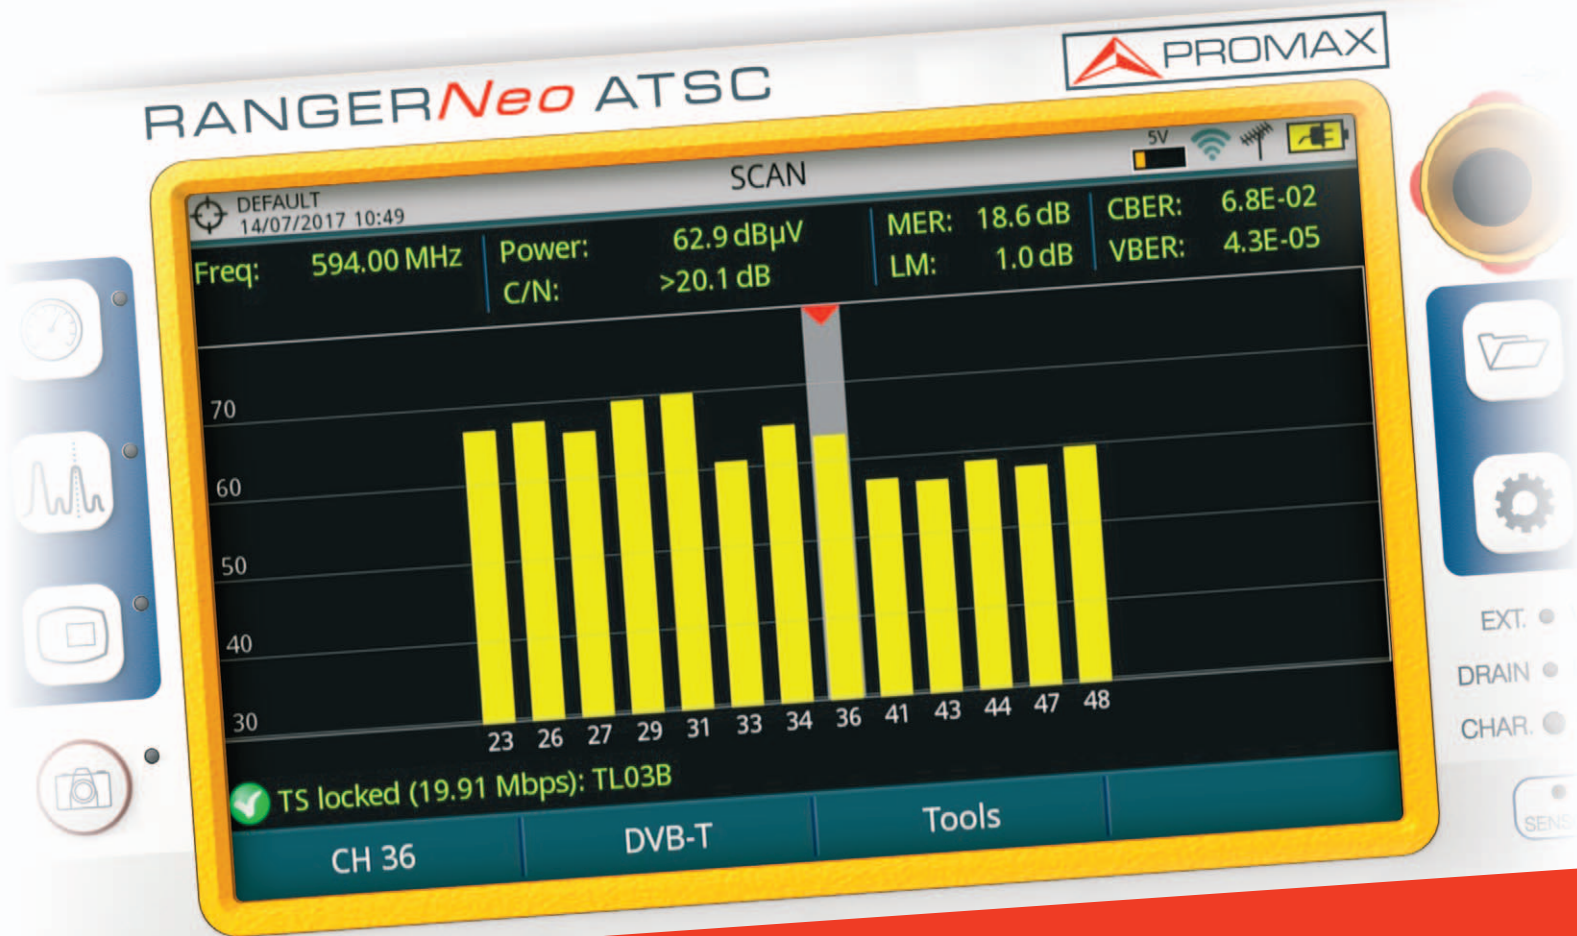 RANGERNeo ATSC
PROMAX
DEFAULT
14/07/2017 10:49
SCAN
5V
Freq: 594.00 MHz
Power: 62.9 dBµV
C/N: >20.1 dB
MER: 18.6 dB
LM: 1.0 dB
CBER: 6.8E-02
VBER: 4.3E-05
70
60
50
40
30
23 26 27 29 31 33 34 36 41 43 44 47 48
TS locked (19.91 Mbps): TL03B
CH 36 DVB-T Tools
EXT.
DRAIN
CHAR.